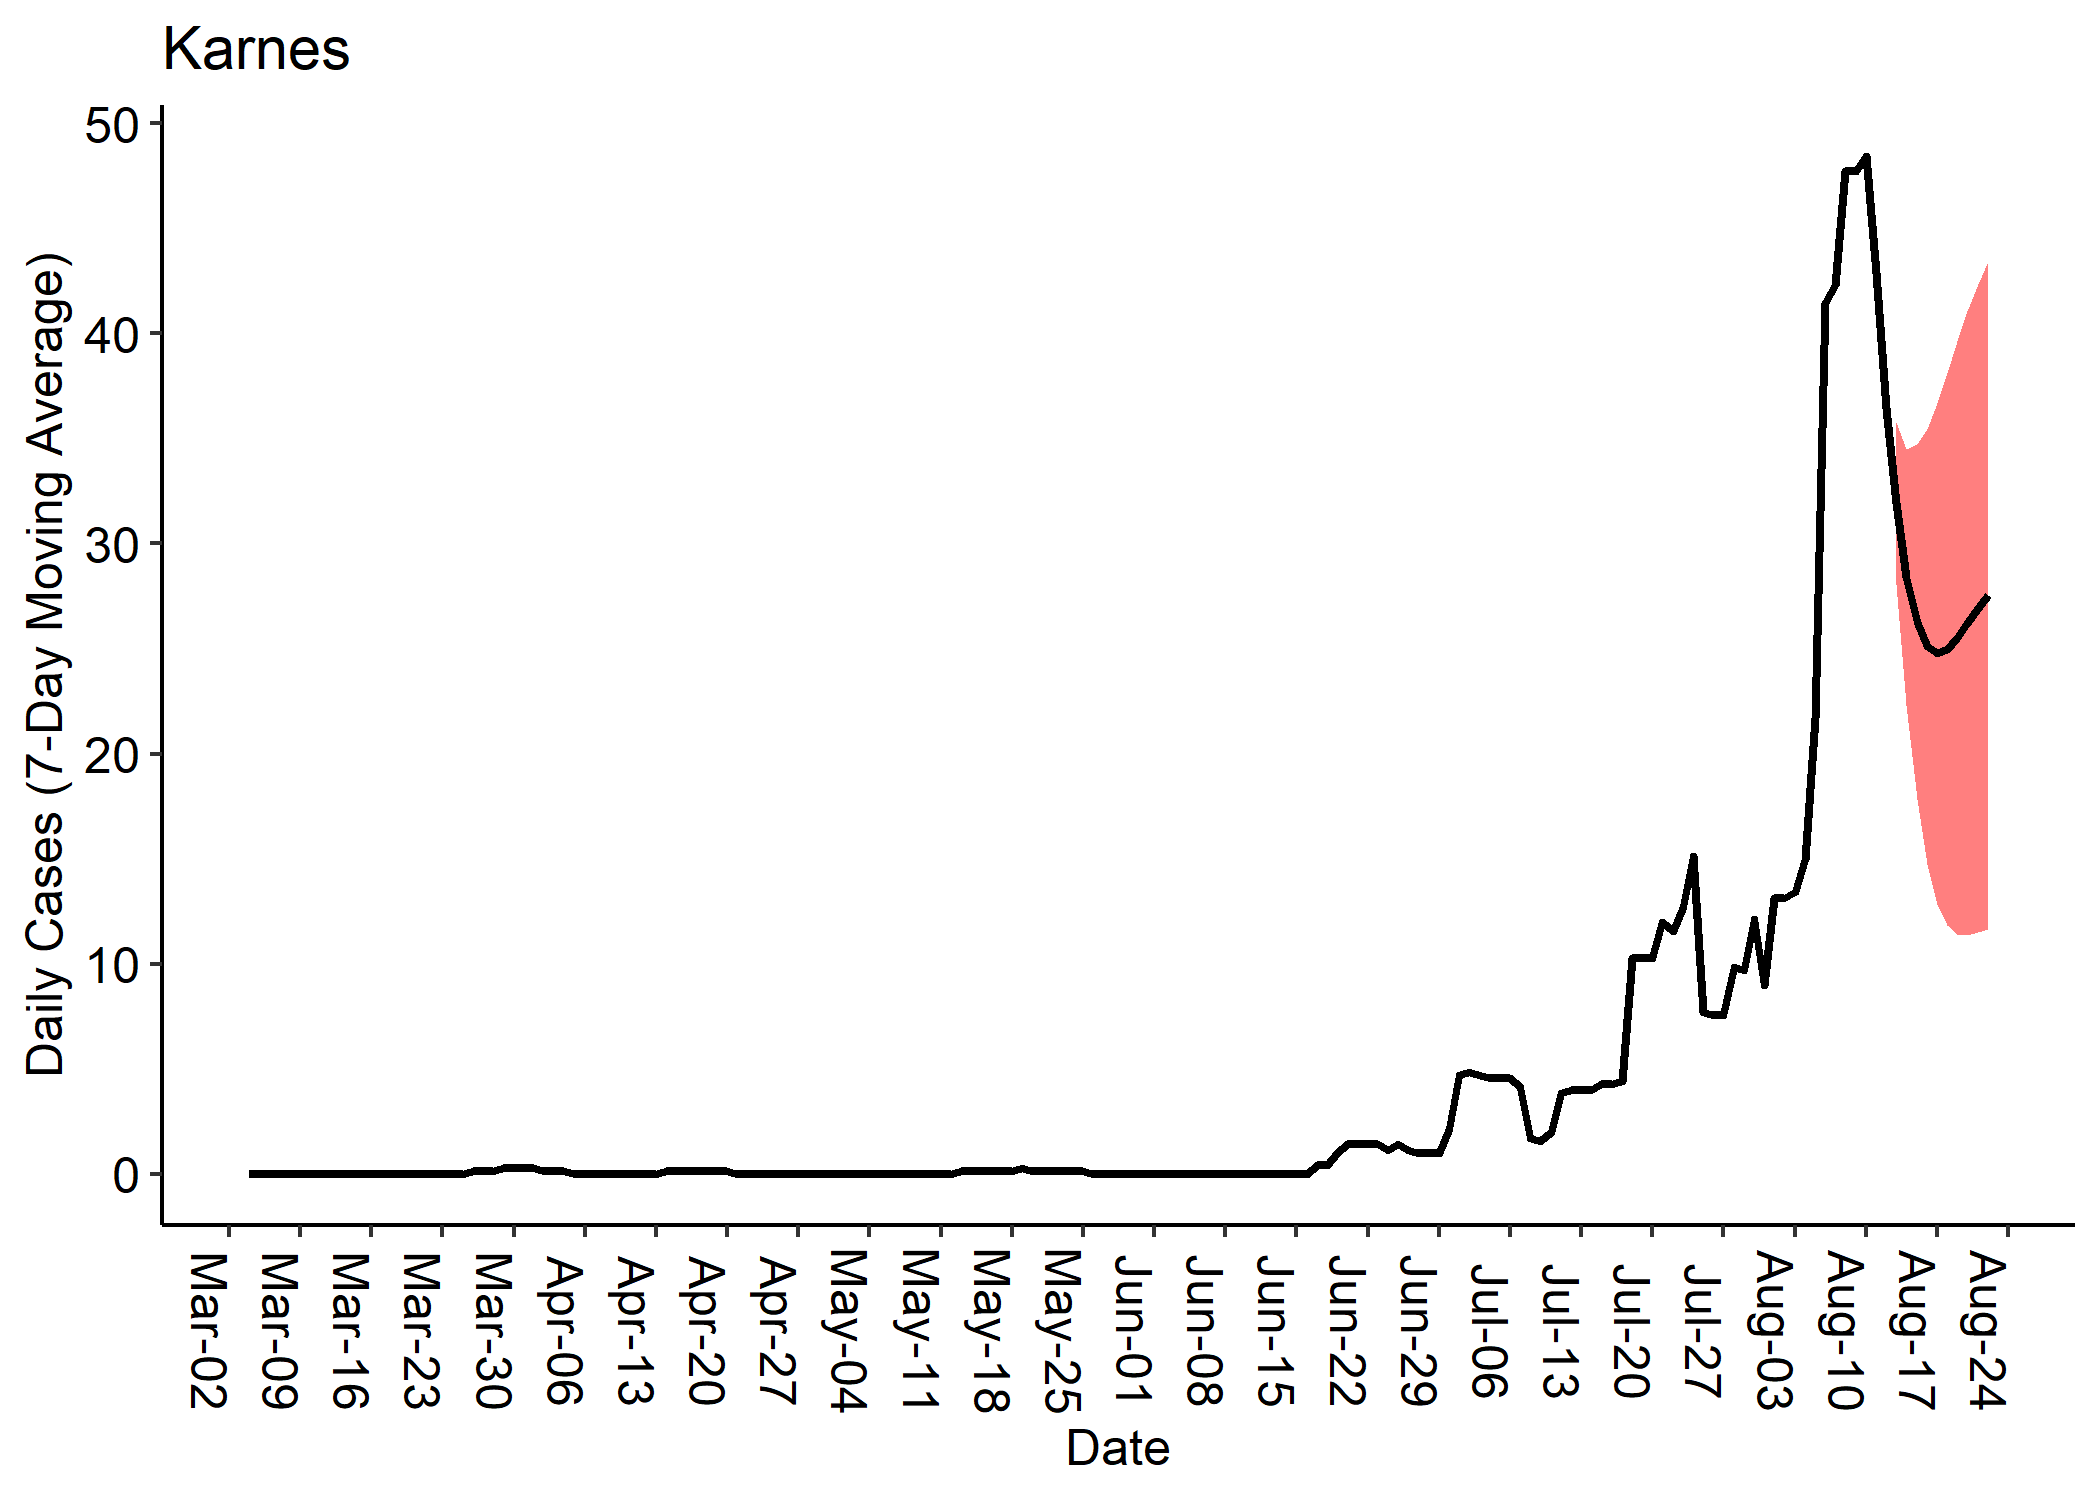 Karnes
Daily Cases (7-Day Moving Average)
50
40
30
20
10
0
Mar-02
Mar-09
Mar-16
Mar-23
Mar-30
Apr-06
Apr-13
Apr-20
Apr-27
May-04
May-11
May-18
May-25
Jun-01
Jun-08
Jun-15
Jun-22
Jun-29
Jul-06
Jul-13
Jul-20
Jul-27
Aug-03
Aug-10
Aug-17
Aug-24
Date